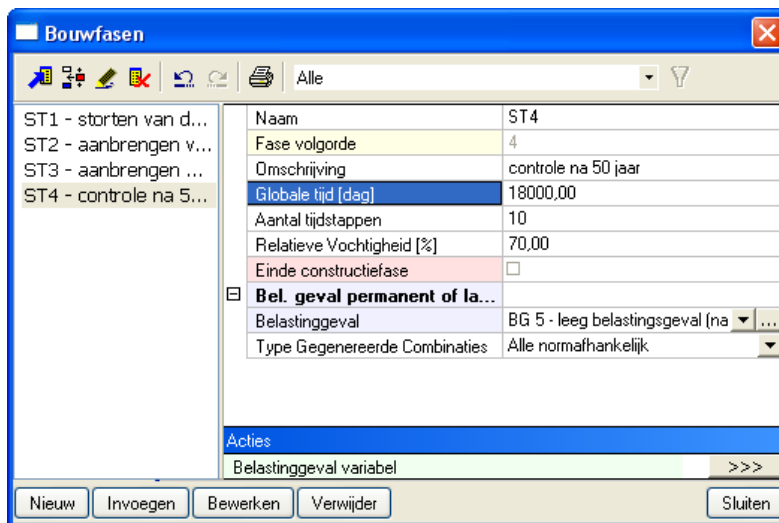 Bouwfasen
Alle
ST1 - storten van d...
ST2 - aanbrengen v...
ST3 - aanbrengen ...
ST4 - controle na 5...
Naam ST4
Fase volgorde 4
Omschrijving controle na 50 jaar
Globale tijd [dag] 18000,00
Aantal tijdstappen 10
Relatieve Vochtigheid [%] 70,00
Einde constructiefase
Bel. geval permanent of la...
Belastinggeval BG 5 - leeg belastingsgeval (na ...
Type Gegenereerde Combinaties Alle normafhankelijk
Acties
Belastinggeval variabel >>>
Nieuw Invoegen Bewerken Verwijder Sluiten